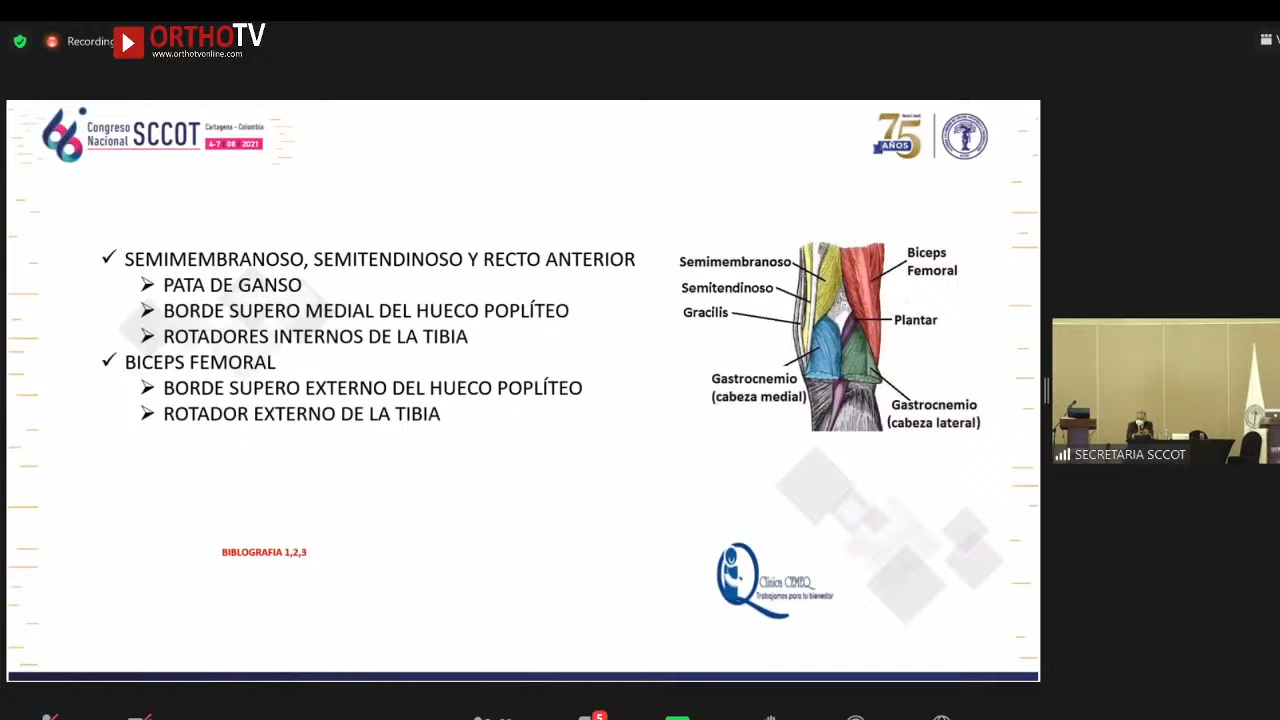 Recording
ORTHOTV
www.orthotvonline.com
Congreso
Nacional SCCOT
Cartagena - Colombia
4-7 08 2021
75
AÑOS
SEMIMEMBRANOSO, SEMITENDINOSO Y RECTO ANTERIOR
PATA DE GANSO
BORDE SUPERO MEDIAL DEL HUECO POPLÍTEO
ROTADORES INTERNOS DE LA TIBIA
BICEPS FEMORAL
BORDE SUPERO EXTERNO DEL HUECO POPLÍTEO
ROTADOR EXTERNO DE LA TIBIA
Semimembranoso
Semitendinoso
Gracilis
Biceps
Femoral
Plantar
Gastrocnemio
(cabeza medial)
Gastrocnemio
(cabeza lateral)
BIBLOGRAFIA 1,2,3
Clínica CEMEQ
Trabajamos para tu bienestar
SECRETARIA SCCOT
5